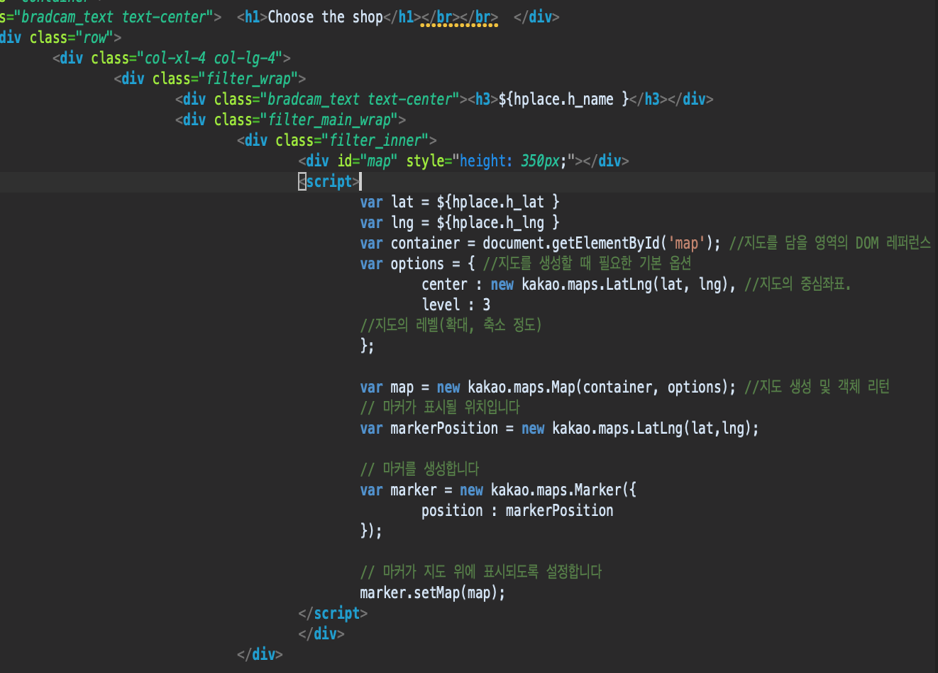 s="bradcam_text text-center">  <h1>Choose the shop</h1></br></br>  </div>
div class="row">
<div class="col-xl-4 col-lg-4">
<div class="filter_wrap">
<div class="bradcam_text text-center"><h3>${hplace.h_name }</h3></div>
<div class="filter_main_wrap">
<div class="filter_inner">
<div id="map" style="height: 350px;"></div>
<script>
var lat = ${hplace.h_lat }
var lng = ${hplace.h_lng }
var container = document.getElementById('map'); //지도를 담을 영역의 DOM 레퍼런스
var options = { //지도를 생성할 때 필요한 기본 옵션
center : new kakao.maps.LatLng(lat, lng), //지도의 중심좌표.
level : 3
//지도의 레벨(확대, 축소 정도)
};
var map = new kakao.maps.Map(container, options); //지도 생성 및 객체 리턴
// 마커가 표시될 위치입니다
var markerPosition = new kakao.maps.LatLng(lat,lng);
// 마커를 생성합니다
var marker = new kakao.maps.Marker({
position : markerPosition
});
// 마커가 지도 위에 표시되도록 설정합니다
marker.setMap(map);
</script>
</div>
</div>